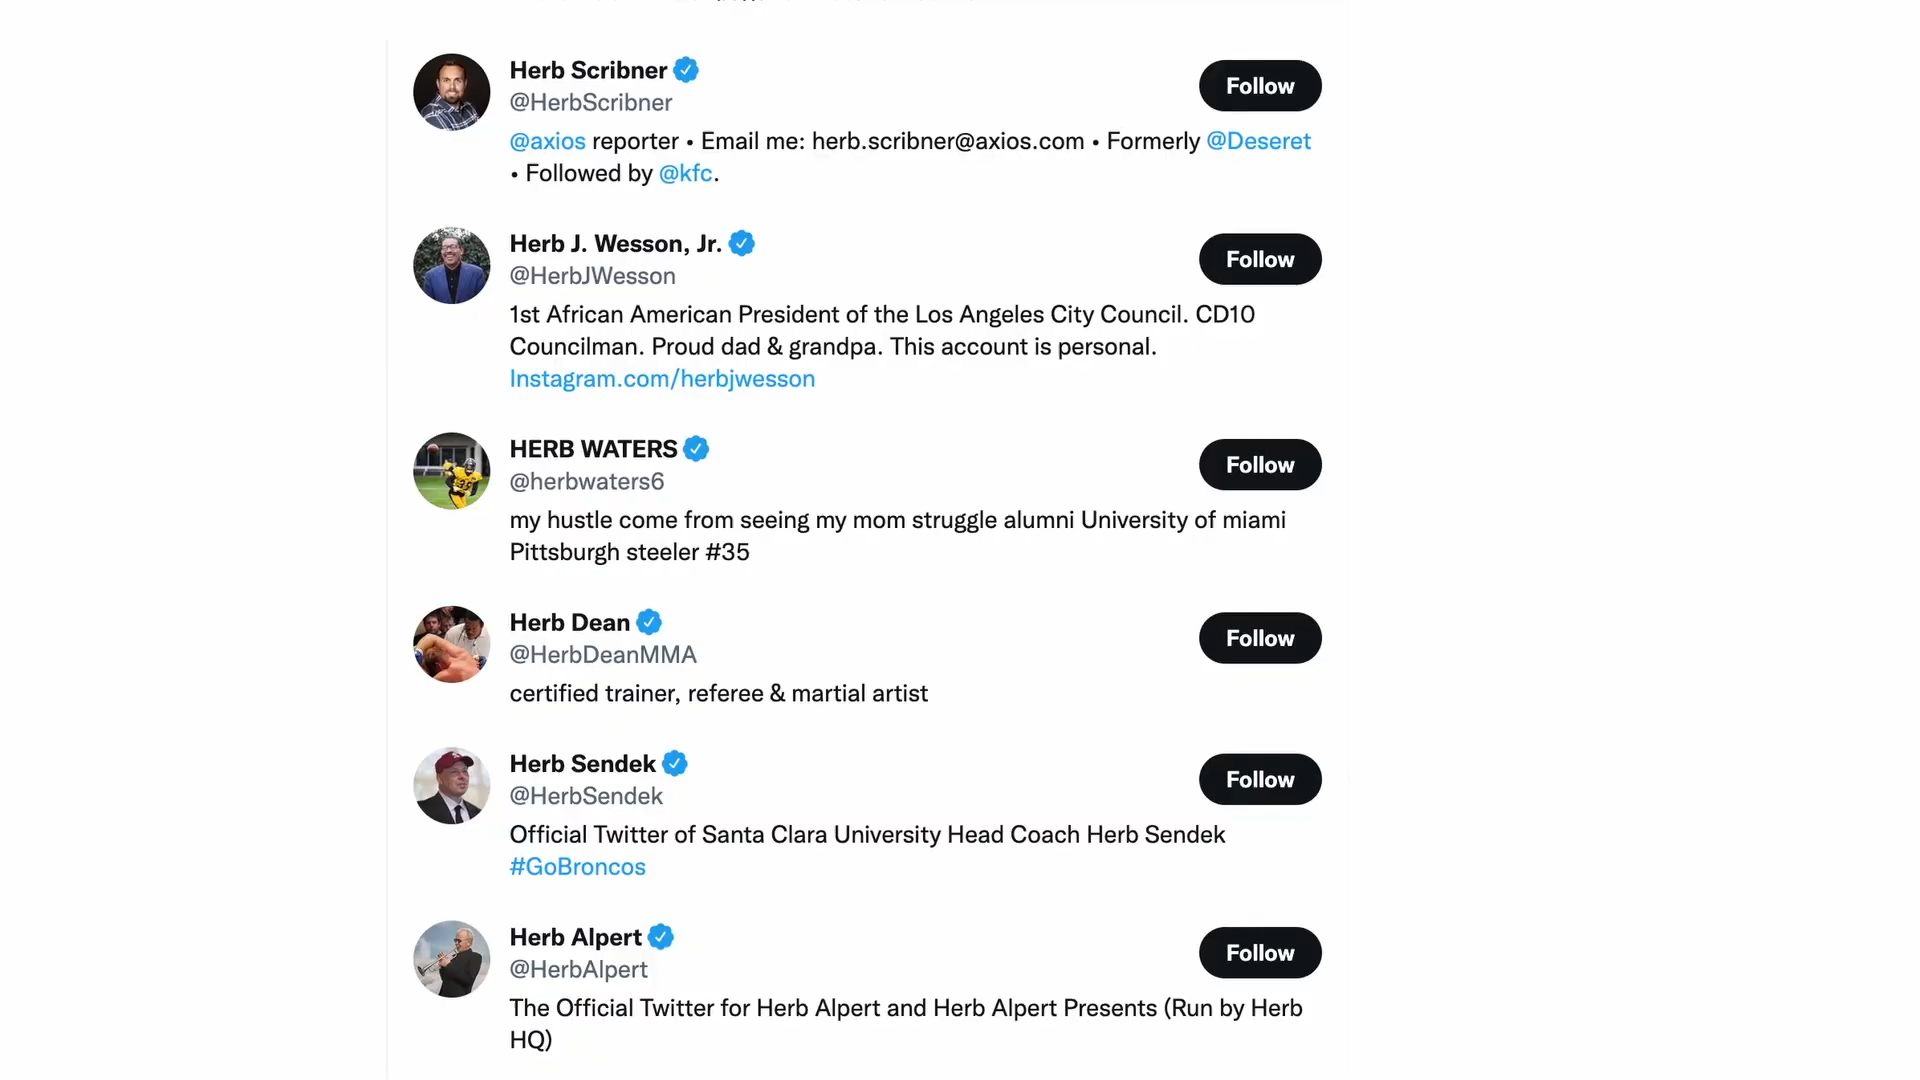 Herb Scribner
Follow
@HerbScribner
@axios reporter • Email me: herb.scribner@axios.com • Formerly @Deseret
• Followed by @kfc.
Herb J. Wesson, Jr.
Follow
@HerbJWesson
1st African American President of the Los Angeles City Council. CD10
Councilman. Proud dad & grandpa. This account is personal.
Instagram.com/herbjwesson
HERB WATERS
Follow
@herbwaters6
my hustle come from seeing my mom struggle alumni University of miami
Pittsburgh steeler #35
Herb Dean
Follow
@HerbDeanMMA
certified trainer, referee & martial artist
Herb Sendek
Follow
@HerbSendek
Official Twitter of Santa Clara University Head Coach Herb Sendek
#GoBroncos
Herb Alpert
Follow
@HerbAlpert
The Official Twitter for Herb Alpert and Herb Alpert Presents (Run by Herb
HQ)